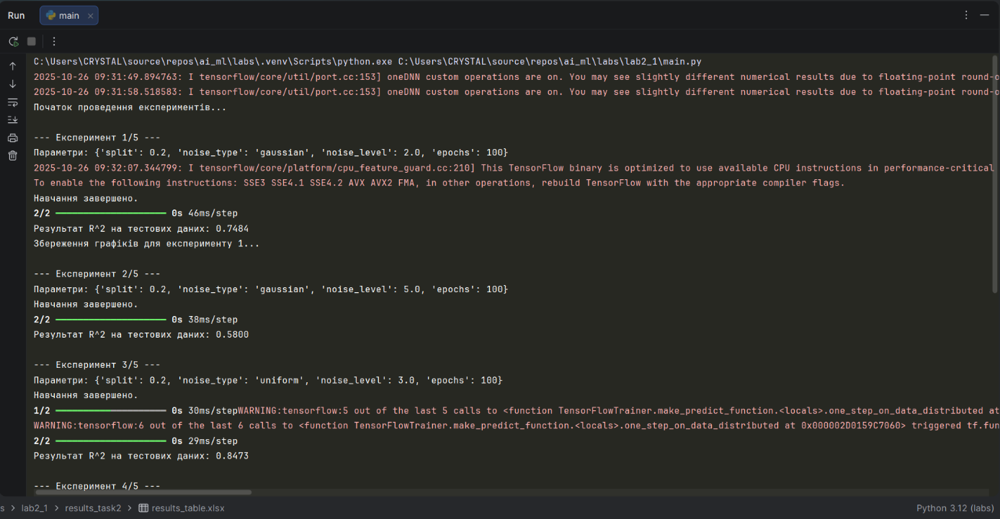 Run main
C:\Users\CRYSTAL\source\repos\ai_ml\labs\.venv\Scripts\python.exe C:\Users\CRYSTAL\source\repos\ai_ml\labs\lab2_1\main.py
2025-10-26 09:31:49.894763: I tensorflow/core/util/port.cc:153] oneDNN custom operations are on. You may see slightly different numerical results due to floating-point round-o
2025-10-26 09:31:58.518583: I tensorflow/core/util/port.cc:153] oneDNN custom operations are on. You may see slightly different numerical results due to floating-point round-o
Початок проведення експериментів...
--- Експеримент 1/5 ---
Параметри: {'split': 0.2, 'noise_type': 'gaussian', 'noise_level': 2.0, 'epochs': 100}
2025-10-26 09:32:07.344799: I tensorflow/core/platform/cpu_feature_guard.cc:210] This TensorFlow binary is optimized to use available CPU instructions in performance-critical
To enable the following instructions: SSE3 SSE4.1 SSE4.2 AVX AVX2 FMA, in other operations, rebuild TensorFlow with the appropriate compiler flags.
Навчання завершено.
2/2 0s 46ms/step
Результат R^2 на тестових даних: 0.7484
Збереження графіків для експерименту 1...
--- Експеримент 2/5 ---
Параметри: {'split': 0.2, 'noise_type': 'gaussian', 'noise_level': 5.0, 'epochs': 100}
Навчання завершено.
2/2 0s 38ms/step
Результат R^2 на тестових даних: 0.5800
--- Експеримент 3/5 ---
Параметри: {'split': 0.2, 'noise_type': 'uniform', 'noise_level': 3.0, 'epochs': 100}
Навчання завершено.
1/2 0s 30ms/stepWARNING:tensorflow:5 out of the last 5 calls to <function TensorFlowTrainer.make_predict_function.<locals>.one_step_on_data_distributed at
WARNING:tensorflow:6 out of the last 6 calls to <function TensorFlowTrainer.make_predict_function.<locals>.one_step_on_data_distributed at 0x000002D0159C7060> triggered tf.fun
2/2 0s 29ms/step
Результат R^2 на тестових даних: 0.8473
--- Експеримент 4/5 ---
s > lab2_1 > results_task2 > results_table.xlsx Python 3.12 (labs)